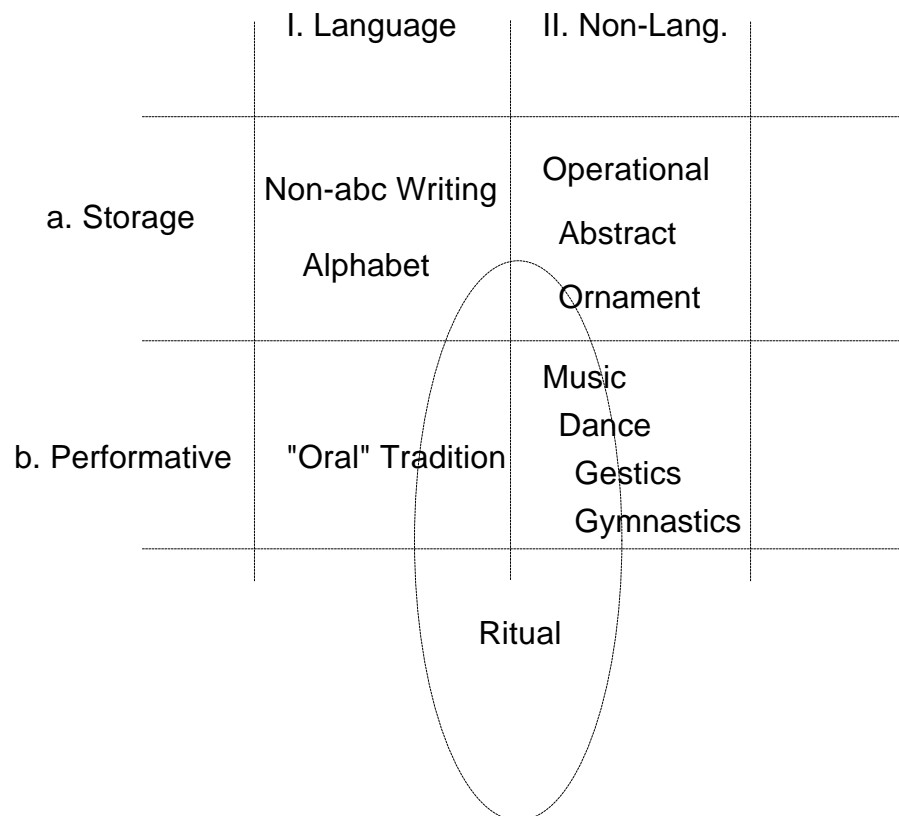 I. Language
II. Non-Lang.
a. Storage
Non-abc Writing
Alphabet
Operational
Abstract
Ornament
b. Performative
"Oral" Tradition
Music
Dance
Gestics
Gymnastics
Ritual